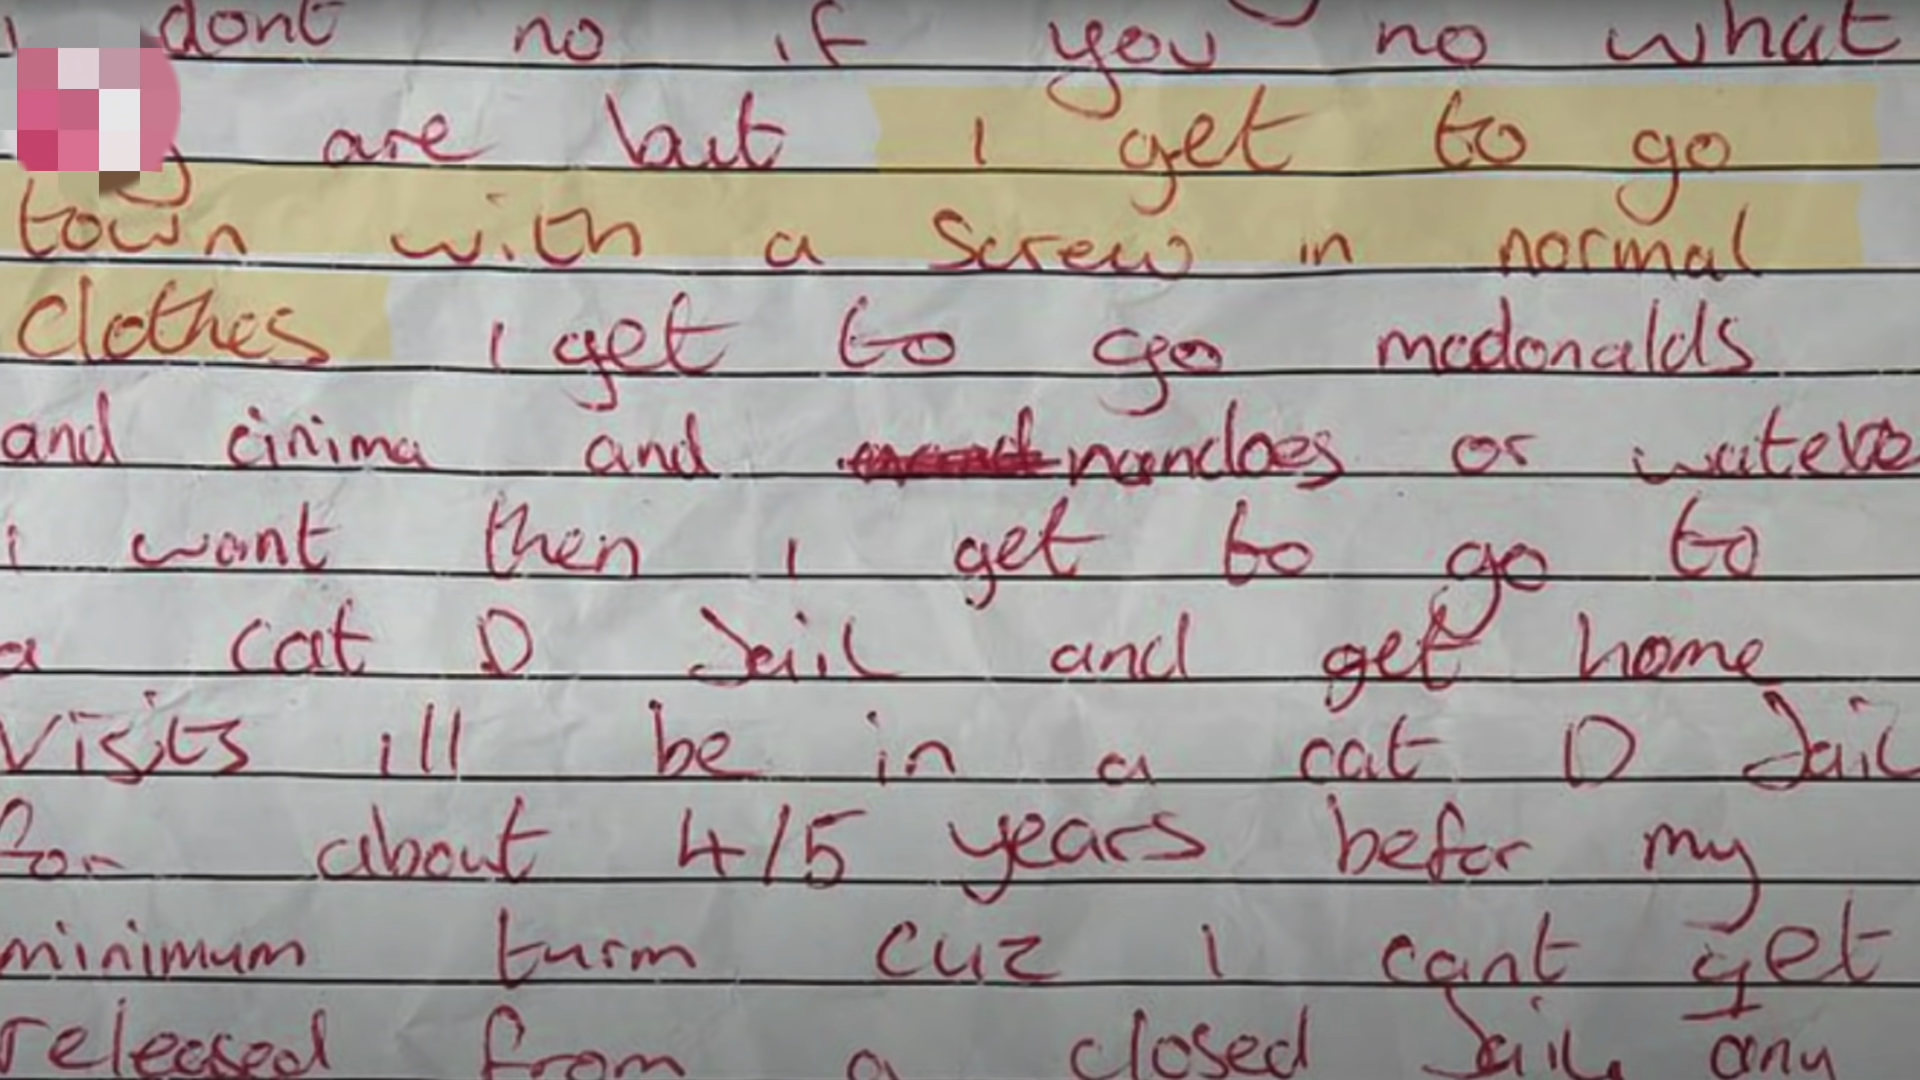 i dont no if you no what
are but i get to go
town with a screw in normal
clothes i get to go mcdonalds
and cinima and nandoes or wateve
i want then i get to go to
a cat D Jail and get home
visits ill be in a cat D Jail
for about 4/5 years befor my
minimum turm cuz i cant get
released from a closed Jail any